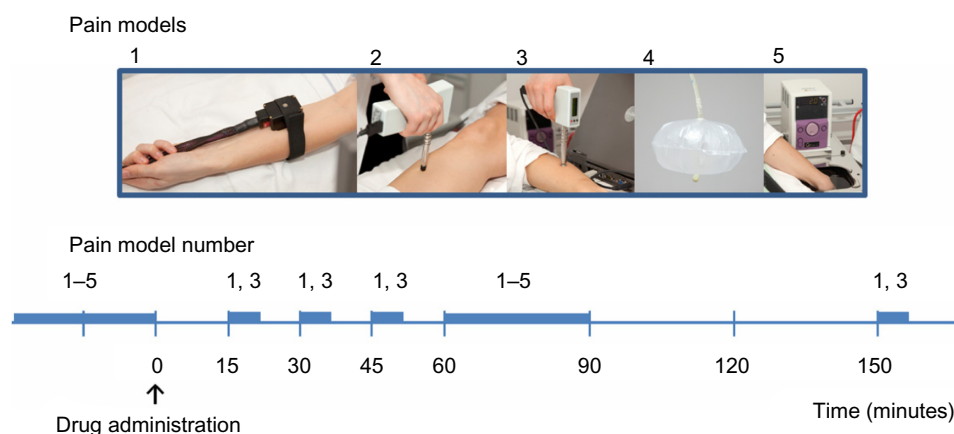 Pain models
1 2 3 4 5
Pain model number
1–5 1, 3 1, 3 1, 3 1–5 1, 3
0 15 30 45 60 90 120 150
Drug administration
Time (minutes)